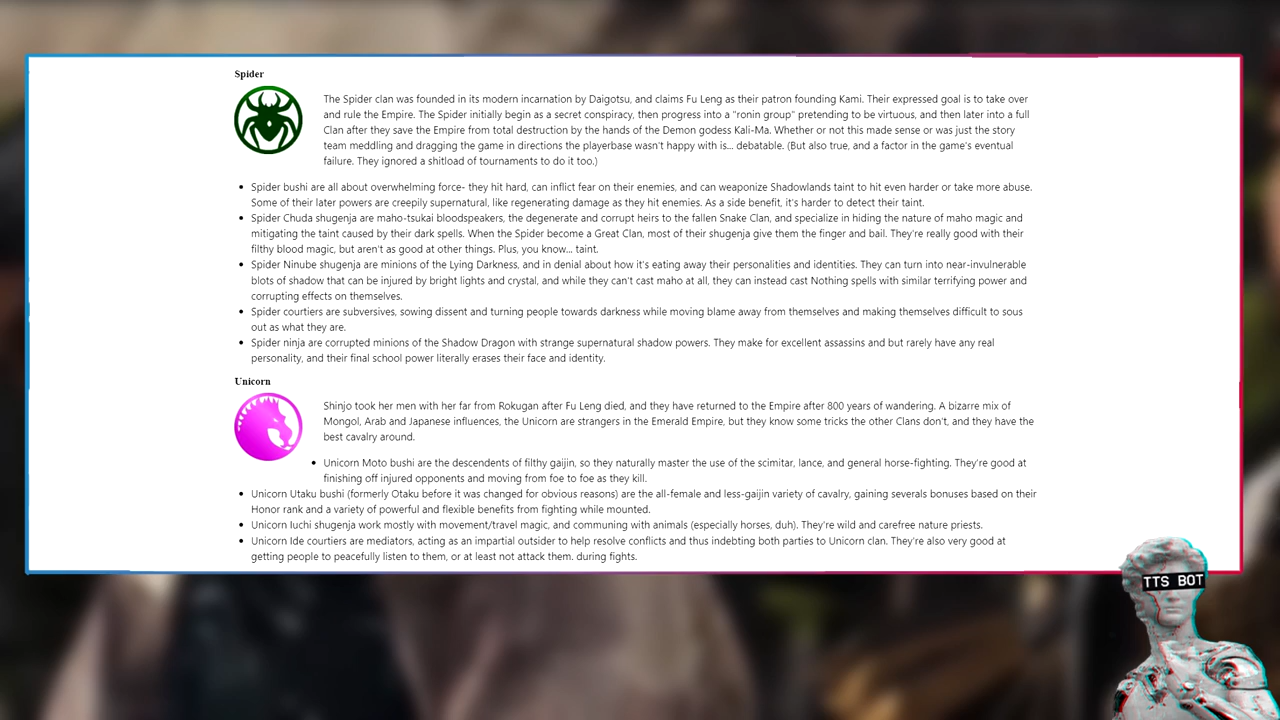 Spider
The Spider clan was founded in its modern incarnation by Daigotsu, and claims Fu Leng as their patron founding Kami. Their expressed goal is to take over
and rule the Empire. The Spider initially begin as a secret conspiracy, then progress into a "ronin group" pretending to be virtuous, and then later into a full
Clan after they save the Empire from total destruction by the hands of the Demon godess Kali-Ma. Whether or not this made sense or was just the story
team meddling and dragging the game in directions the playerbase wasn't happy with is... debatable. (But also true, and a factor in the game's eventual
failure. They ignored a shitload of tournaments to do it too.)
• Spider bushi are all about overwhelming force- they hit hard, can inflict fear on their enemies, and can weaponize Shadowlands taint to hit even harder or take more abuse.
Some of their later powers are creepily supernatural, like regenerating damage as they hit enemies. As a side benefit, it's harder to detect their taint.
• Spider Chuda shugenja are maho-tsukai bloodspeakers, the degenerate and corrupt heirs to the fallen Snake Clan, and specialize in hiding the nature of maho magic and
mitigating the taint caused by their dark spells. When the Spider become a Great Clan, most of their shugenja give them the finger and bail. They're really good with their
filthy blood magic, but aren't as good at other things. Plus, you know... taint.
• Spider Ninube shugenja are minions of the Lying Darkness, and in denial about how it's eating away their personalities and identities. They can turn into near-invulnerable
blots of shadow that can be injured by bright lights and crystal, and while they can't cast maho at all, they can instead cast Nothing spells with similar terrifying power and
corrupting effects on themselves.
• Spider courtiers are subversives, sowing dissent and turning people towards darkness while moving blame away from themselves and making themselves difficult to sous
out as what they are.
• Spider ninja are corrupted minions of the Shadow Dragon with strange supernatural shadow powers. They make for excellent assassins and but rarely have any real
personality, and their final school power literally erases their face and identity.
Unicorn
Shinjo took her men with her far from Rokugan after Fu Leng died, and they have returned to the Empire after 800 years of wandering. A bizarre mix of
Mongol, Arab and Japanese influences, the Unicorn are strangers in the Emerald Empire, but they know some tricks the other Clans don't, and they have the
best cavalry around.
• Unicorn Moto bushi are the descendents of filthy gaijin, so they naturally master the use of the scimitar, lance, and general horse-fighting. They're good at
finishing off injured opponents and moving from foe to foe as they kill.
• Unicorn Utaku bushi (formerly Otaku before it was changed for obvious reasons) are the all-female and less-gaijin variety of cavalry, gaining severals bonuses based on their
Honor rank and a variety of powerful and flexible benefits from fighting while mounted.
• Unicorn Iuchi shugenja work mostly with movement/travel magic, and communing with animals (especially horses, duh). They're wild and carefree nature priests.
• Unicorn Ide courtiers are mediators, acting as an impartial outsider to help resolve conflicts and thus indebting both parties to Unicorn clan. They're also very good at
getting people to peacefully listen to them, or at least not attack them. during fights.
TTS BOT